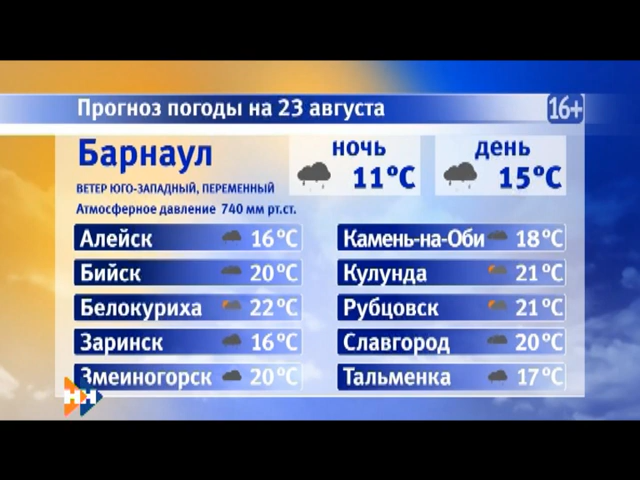 Прогноз погоды на 23 августа
16+
Барнаул
ночь
11°C
день
15°C
ВЕТЕР ЮГО-ЗАПАДНЫЙ, ПЕРЕМЕННЫЙ
Атмосферное давление 740 мм рт.ст.
Алейск 16°C
Бийск 20°C
Белокуриха 22°C
Заринск 16°C
Змеиногорск 20°C
Камень-на-Оби 18°C
Кулунда 21°C
Рубцовск 21°C
Славгород 20°C
Тальменка 17°C
НН